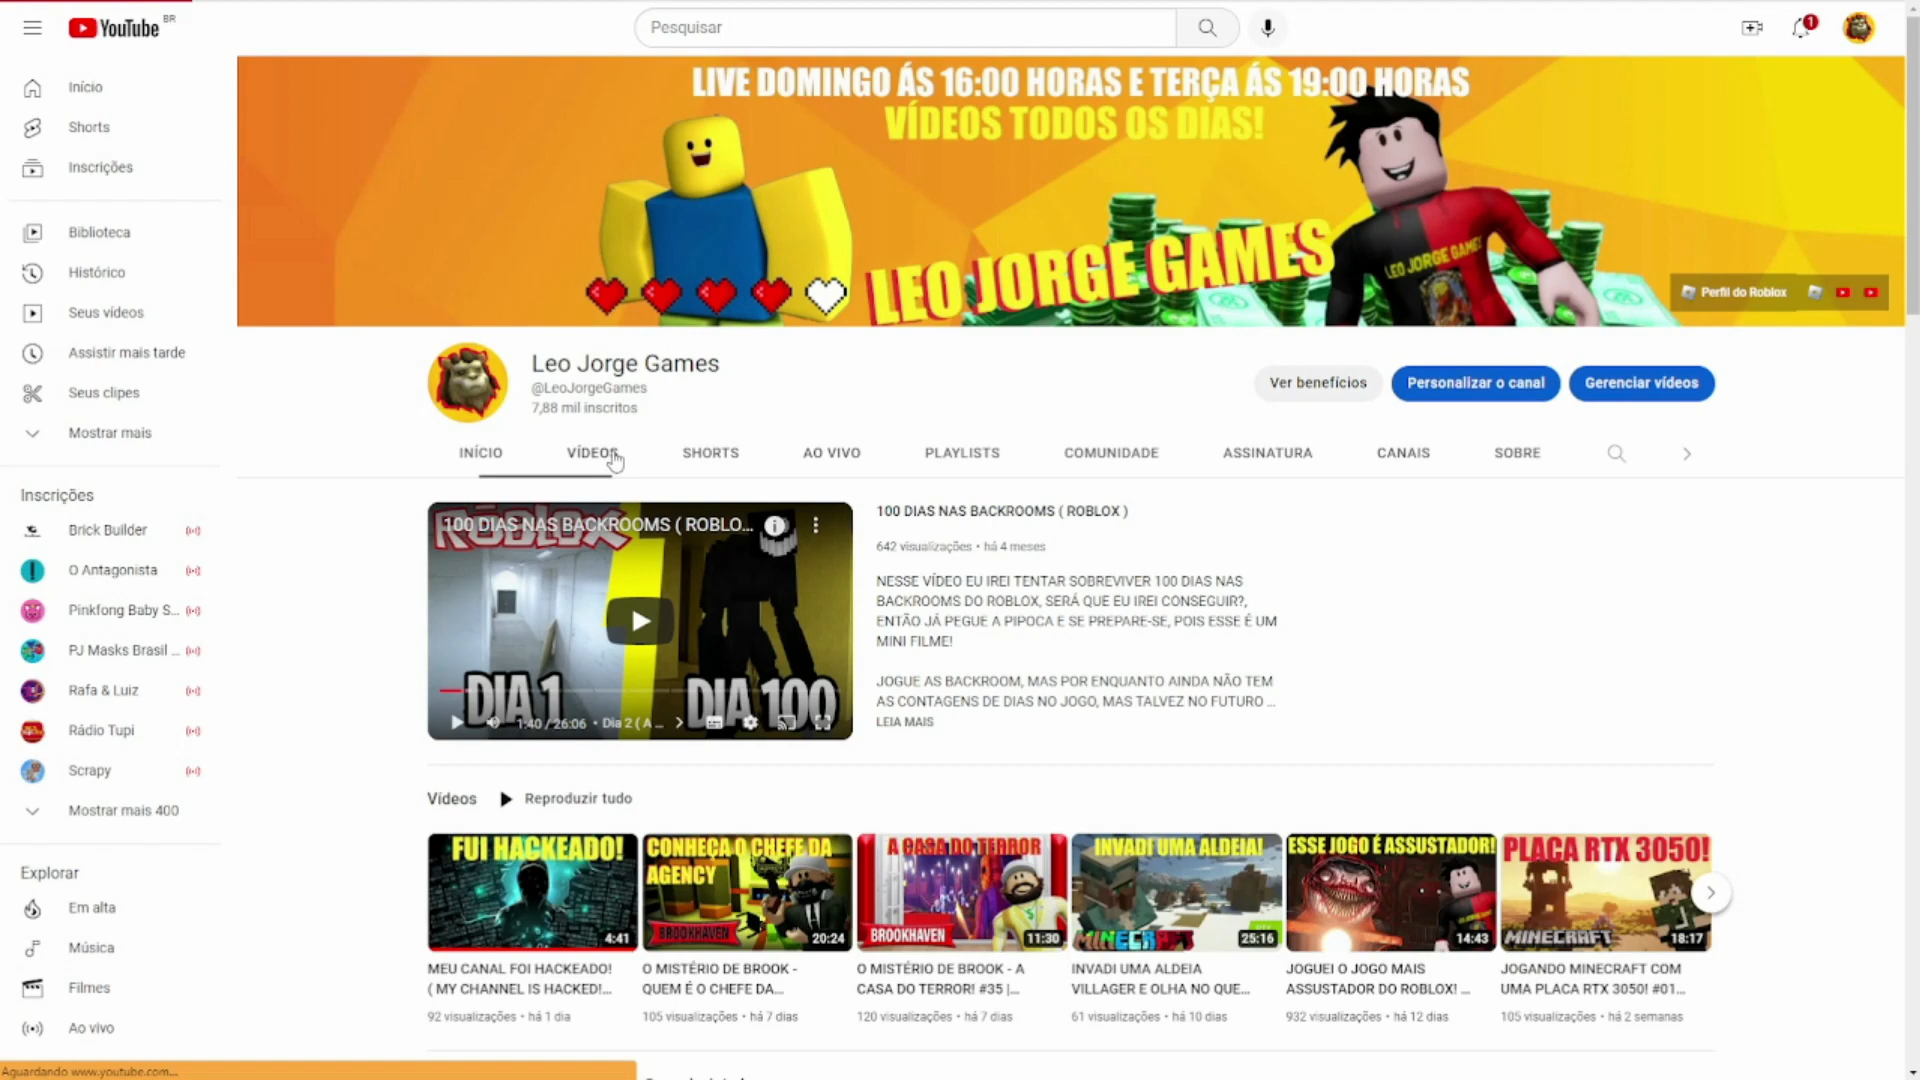 YouTube BR
Pesquisar
1
Início
Shorts
Inscrições
Biblioteca
Histórico
Seus vídeos
Assistir mais tarde
Seus clipes
Mostrar mais
Inscrições
Brick Builder
O Antagonista
Pinkfong Baby S...
PJ Masks Brasil ...
Rafa & Luiz
Rádio Tupi
Scrapy
Mostrar mais 400
Explorar
Em alta
Música
Filmes
Ao vivo
Aguardando www.youtube.com...
LIVE DOMINGO ÁS 16:00 HORAS E TERÇA ÁS 19:00 HORAS
VÍDEOS TODOS OS DIAS!
LEO JORGE GAMES
LEO JORGE GAMES
Perfil do Roblox
Leo Jorge Games
@LeoJorgeGames
7,88 mil inscritos
Ver benefícios
Personalizar o canal
Gerenciar vídeos
INÍCIO
VÍDEOS
SHORTS
AO VIVO
PLAYLISTS
COMUNIDADE
ASSINATURA
CANAIS
SOBRE
100 DIAS NAS BACKROOMS ( ROBLO...
ROBLOX
DIA 1
DIA 100
1:40 / 26:06 • Dia 2 ( A ...
100 DIAS NAS BACKROOMS ( ROBLOX )
642 visualizações • há 4 meses
NESSE VÍDEO EU IREI TENTAR SOBREVIVER 100 DIAS NAS
BACKROOMS DO ROBLOX, SERÁ QUE EU IREI CONSEGUIR?,
ENTÃO JÁ PEGUE A PIPOCA E SE PREPARE-SE, POIS ESSE É UM
MINI FILME!
JOGUE AS BACKROOM, MAS POR ENQUANTO AINDA NÃO TEM
AS CONTAGENS DE DIAS NO JOGO, MAS TALVEZ NO FUTURO ...
LEIA MAIS
Vídeos
Reproduzir tudo
FUI HACKEADO!
4:41
MEU CANAL FOI HACKEADO!
( MY CHANNEL IS HACKED!...
92 visualizações • há 1 dia
CONHEÇA O CHEFE DA
AGENCY
BROOKHAVEN
20:24
O MISTÉRIO DE BROOK -
QUEM É O CHEFE DA...
105 visualizações • há 7 dias
A CASA DO TERROR
BROOKHAVEN
11:30
O MISTÉRIO DE BROOK - A
CASA DO TERROR! #35 |...
120 visualizações • há 7 dias
INVADI UMA ALDEIA!
MINECRAFT
25:16
INVADI UMA ALDEIA
VILLAGER E OLHA NO QUE...
61 visualizações • há 10 dias
ESSE JOGO É ASSUSTADOR!
14:43
JOGUEI O JOGO MAIS
ASSUSTADOR DO ROBLOX! ...
932 visualizações • há 12 dias
PLACA RTX 3050!
MINECRAFT
18:17
JOGANDO MINECRAFT COM
UMA PLACA RTX 3050! #01...
105 visualizações • há 2 semanas